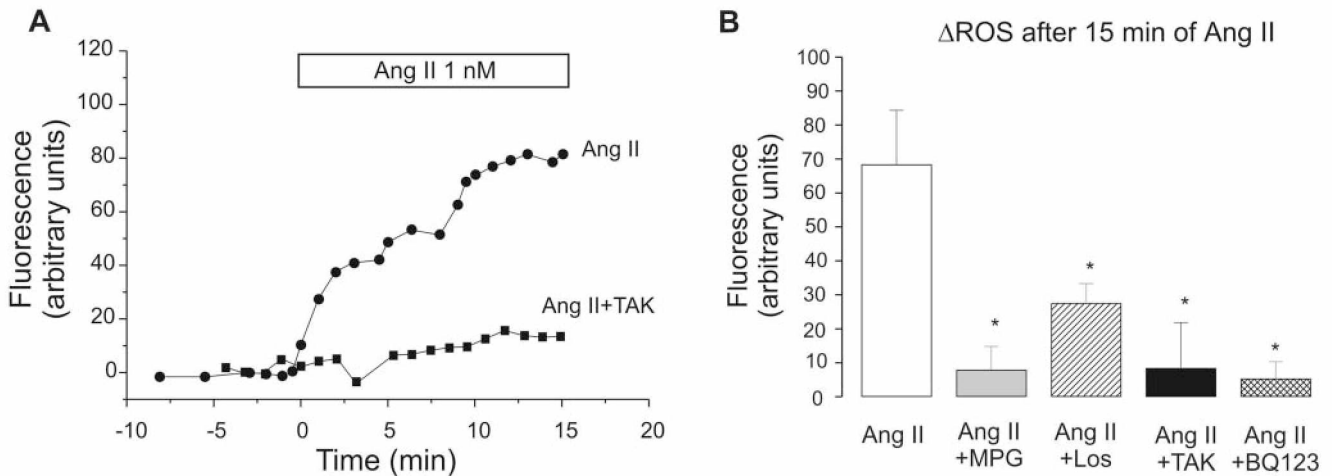 A
Fluorescence
(arbitrary units)
120
100
80
60
40
20
0
Ang II 1 nM
Ang II
Ang II+TAK
-10
-5
0
5
10
15
20
Time (min)
B
ΔROS after 15 min of Ang II
Fluorescence
(arbitrary units)
100
90
80
70
60
50
40
30
20
10
0
*
*
*
*
Ang II
Ang II
+MPG
Ang II
+Los
Ang II
+TAK
Ang II
+BQ123